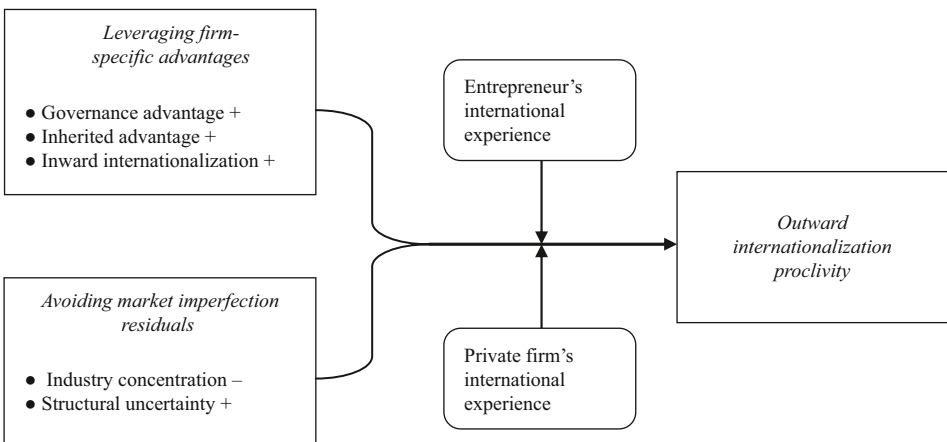 Leveraging firm-
specific advantages
● Governance advantage +
● Inherited advantage +
● Inward internationalization +
Entrepreneur’s
international
experience
Outward
internationalization
proclivity
Avoiding market imperfection
residuals
● Industry concentration –
● Structural uncertainty +
Private firm’s
international
experience